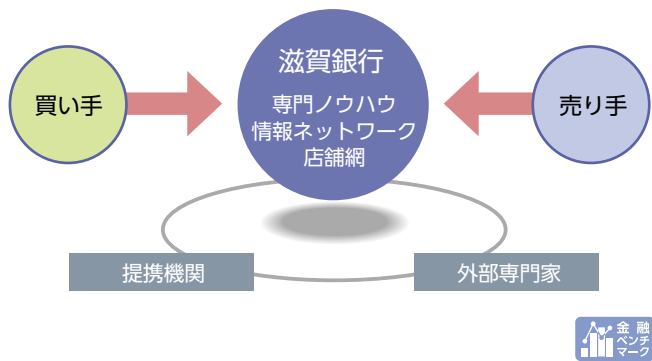 買い手
滋賀銀行
専門ノウハウ
情報ネットワーク
店舗網
売り手
提携機関
外部専門家
金融
ベンチ
マーク